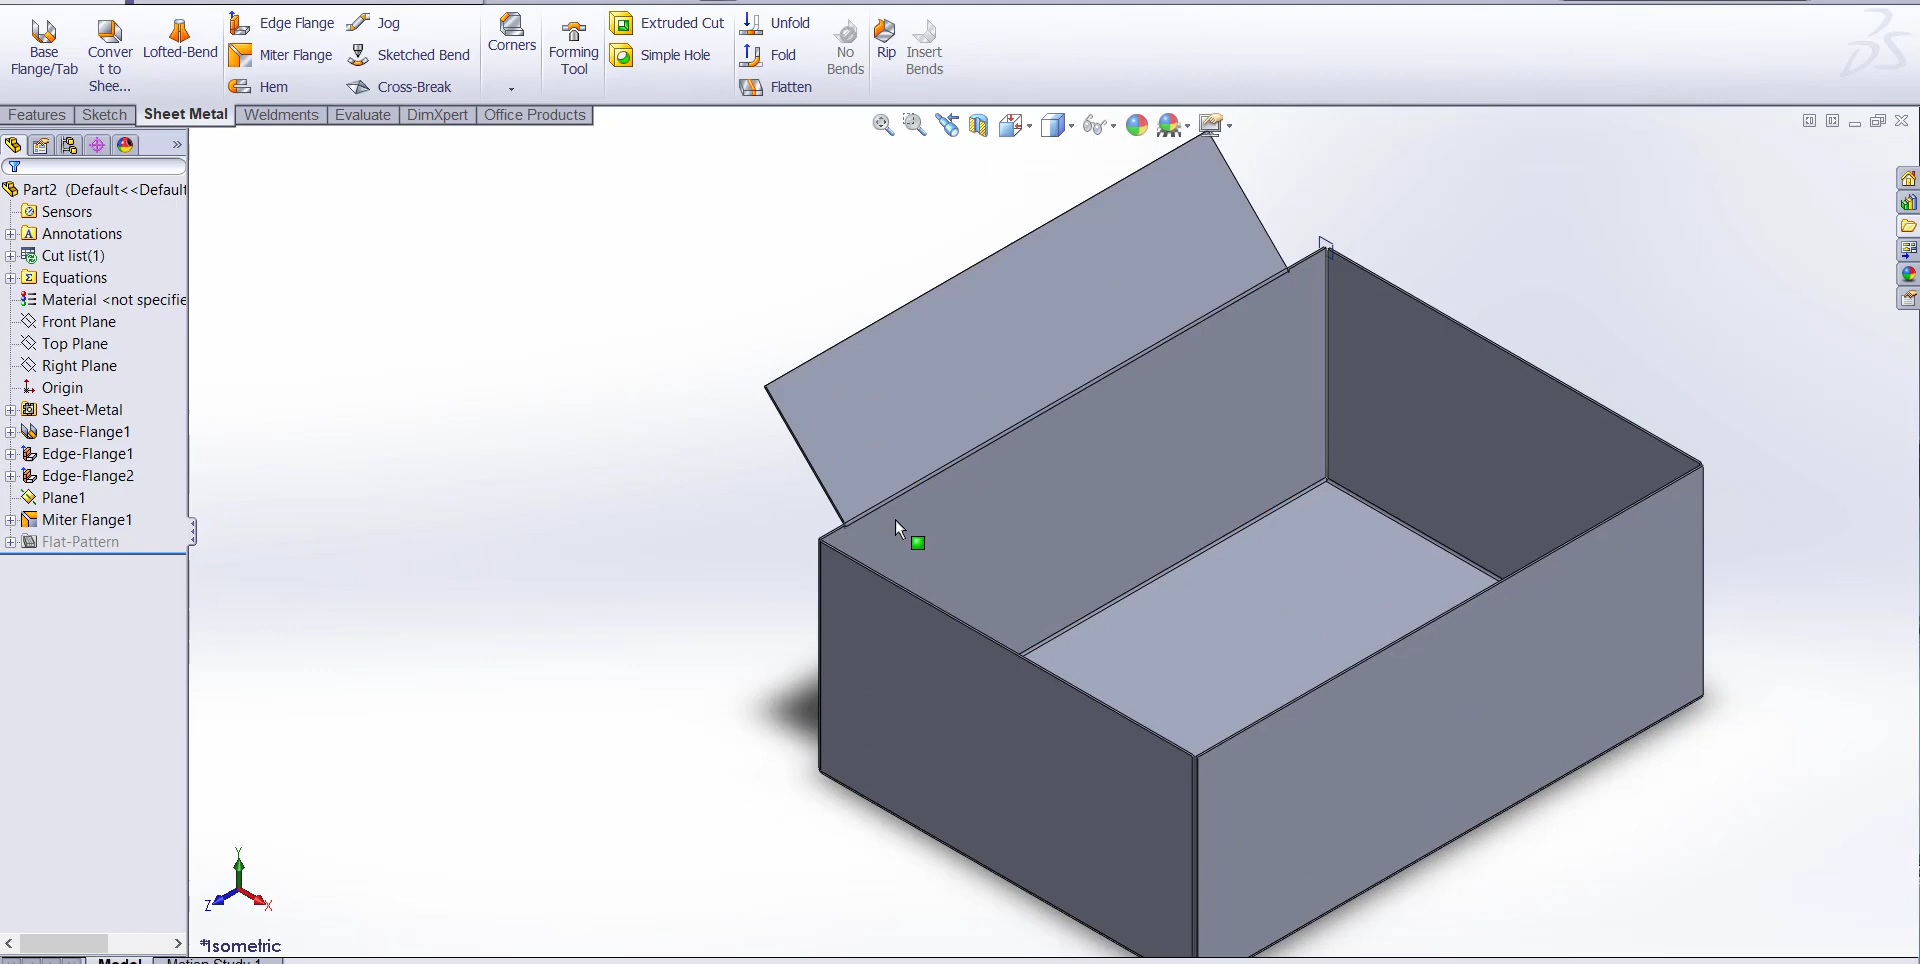 Base Flange/Tab
Conver t to Shee...
Lofted-Bend
Edge Flange
Miter Flange
Hem
Jog
Sketched Bend
Cross-Break
Corners
Forming Tool
Extruded Cut
Simple Hole
Unfold
Fold
Flatten
No Bends
Rip
Insert Bends
Features
Sketch
Sheet Metal
Weldments
Evaluate
DimXpert
Office Products
Part2 (Default<<Default
Sensors
Annotations
Cut list(1)
Equations
Material <not specifie
Front Plane
Top Plane
Right Plane
Origin
Sheet-Metal
Base-Flange1
Edge-Flange1
Edge-Flange2
Plane1
Miter Flange1
Flat-Pattern
Y
Z
X
*Isometric
Model
Motion Study 1